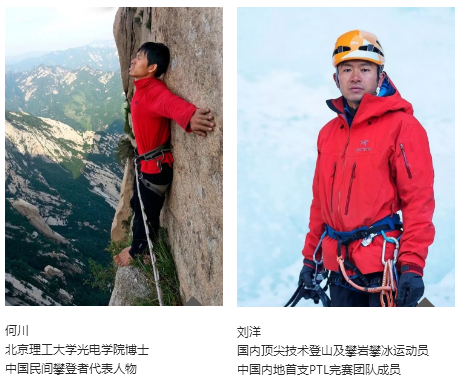 何川
北京理工大学光电学院博士
中国民间攀登者代表人物
刘洋
国内顶尖技术登山及攀岩攀冰运动员
中国内地首支PTL完赛团队成员